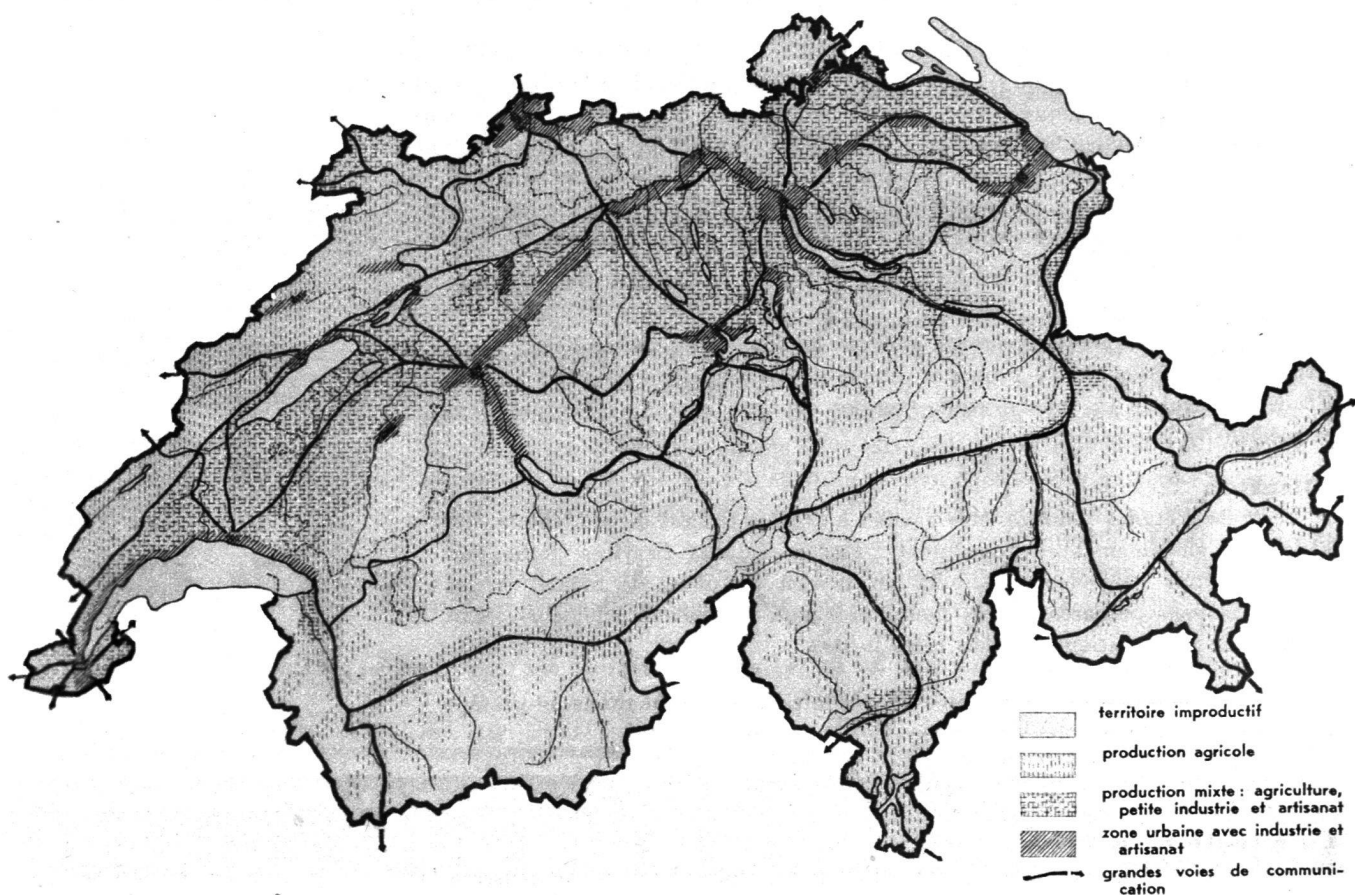 territoire improductif
production agricole
production mixte : agriculture,
petite industrie et artisanat
zone urbaine avec industrie et
artisanat
grandes voies de communi-
cation